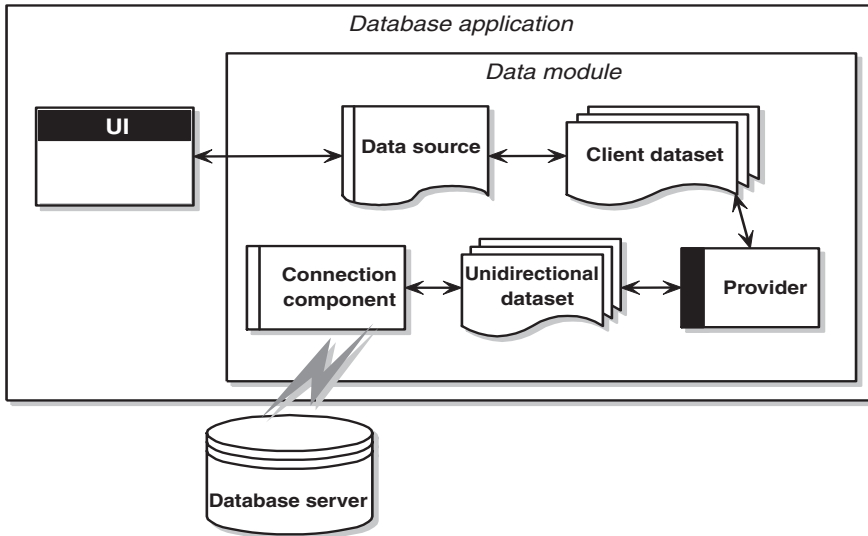 Database application
Data module
UI
Data source
Client dataset
Connection
component
Unidirectional
dataset
Provider
Database server